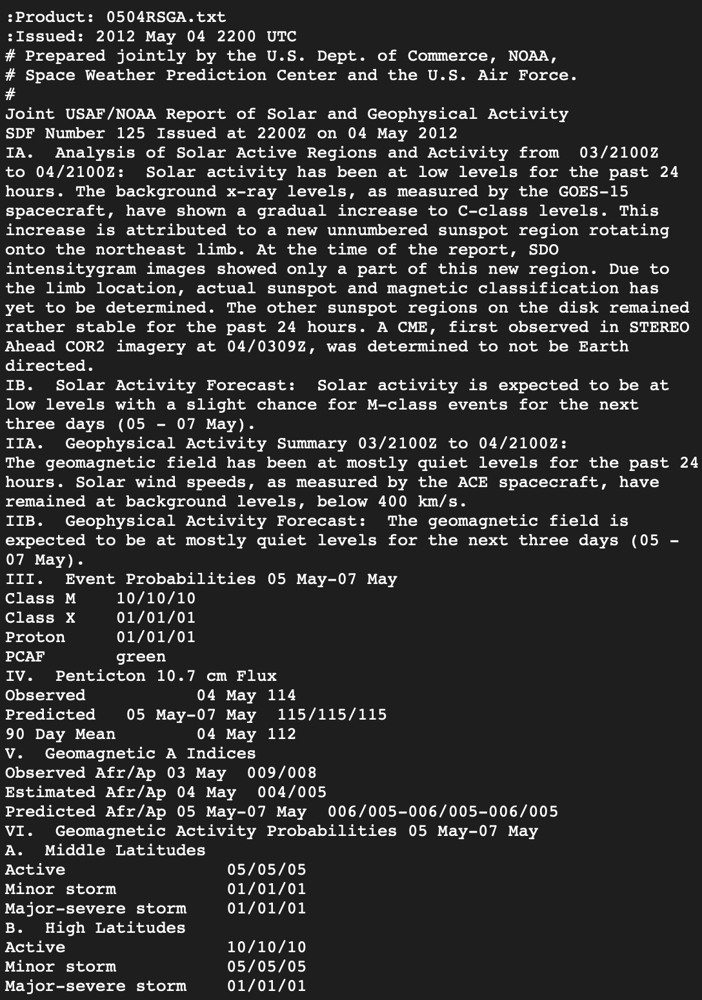 :Product: 0504RSGA.txt
:Issued: 2012 May 04 2200 UTC
# Prepared jointly by the U.S. Dept. of Commerce, NOAA,
# Space Weather Prediction Center and the U.S. Air Force.
#
Joint USAF/NOAA Report of Solar and Geophysical Activity
SDF Number 125 Issued at 2200Z on 04 May 2012
IA.  Analysis of Solar Active Regions and Activity from  03/2100Z
to 04/2100Z:  Solar activity has been at low levels for the past 24
hours. The background x-ray levels, as measured by the GOES-15
spacecraft, have shown a gradual increase to C-class levels. This
increase is attributed to a new unnumbered sunspot region rotating
onto the northeast limb. At the time of the report, SDO
intensitygram images showed only a part of this new region. Due to
the limb location, actual sunspot and magnetic classification has
yet to be determined. The other sunspot regions on the disk remained
rather stable for the past 24 hours. A CME, first observed in STEREO
Ahead COR2 imagery at 04/0309Z, was determined to not be Earth
directed.
IB.  Solar Activity Forecast:  Solar activity is expected to be at
low levels with a slight chance for M-class events for the next
three days (05 - 07 May).
IIA.  Geophysical Activity Summary 03/2100Z to 04/2100Z:
The geomagnetic field has been at mostly quiet levels for the past 24
hours. Solar wind speeds, as measured by the ACE spacecraft, have
remained at background levels, below 400 km/s.
IIB.  Geophysical Activity Forecast:  The geomagnetic field is
expected to be at mostly quiet levels for the next three days (05 -
07 May).
III.  Event Probabilities 05 May-07 May
Class M    10/10/10
Class X    01/01/01
Proton     01/01/01
PCAF       green
IV.  Penticton 10.7 cm Flux
Observed           04 May 114
Predicted   05 May-07 May  115/115/115
90 Day Mean        04 May 112
V.  Geomagnetic A Indices
Observed Afr/Ap 03 May  009/008
Estimated Afr/Ap 04 May  004/005
Predicted Afr/Ap 05 May-07 May  006/005-006/005-006/005
VI.  Geomagnetic Activity Probabilities 05 May-07 May
A.  Middle Latitudes
Active                05/05/05
Minor storm           01/01/01
Major-severe storm    01/01/01
B.  High Latitudes
Active                10/10/10
Minor storm           05/05/05
Major-severe storm    01/01/01